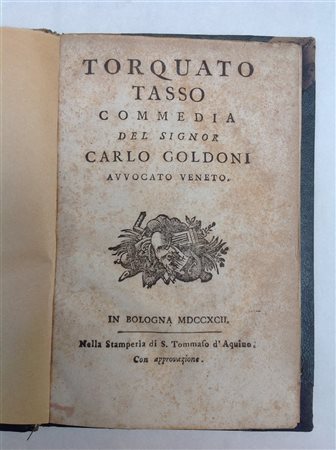 TORQUATO
TASSO
COMMEDIA
DEL SIGNOR
CARLO GOLDONI
AVVOCATO VENETO.
IN BOLOGNA MDCCXCII.
Nella Stamperia di S. Tommaſo d'Aquino.
Con approvazione.